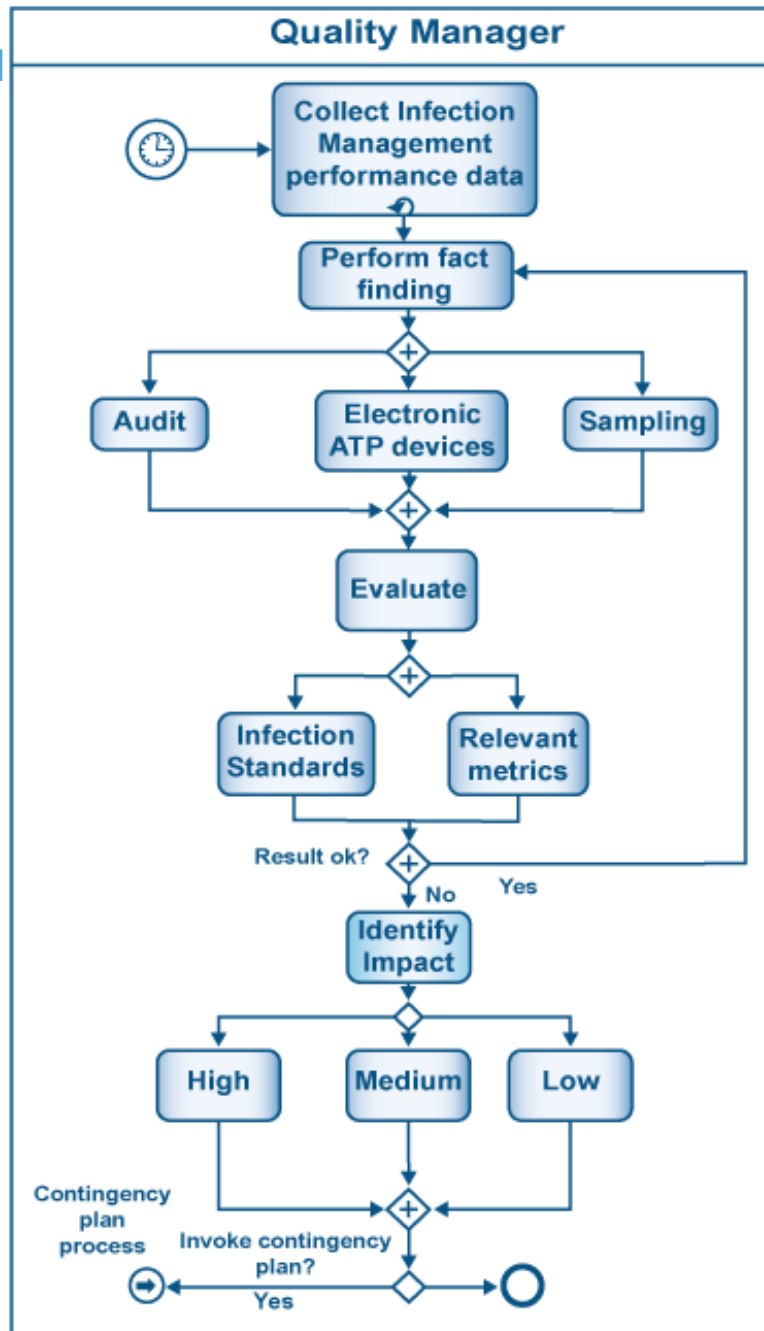 Quality Manager
Collect Infection
Management
performance data
Perform fact
finding
Audit
Electronic
ATP devices
Sampling
Evaluate
Infection
Standards
Relevant
metrics
Result ok?
Yes
No
Identify
Impact
High
Medium
Low
Contingency
plan
process
Invoke contingency
plan?
Yes